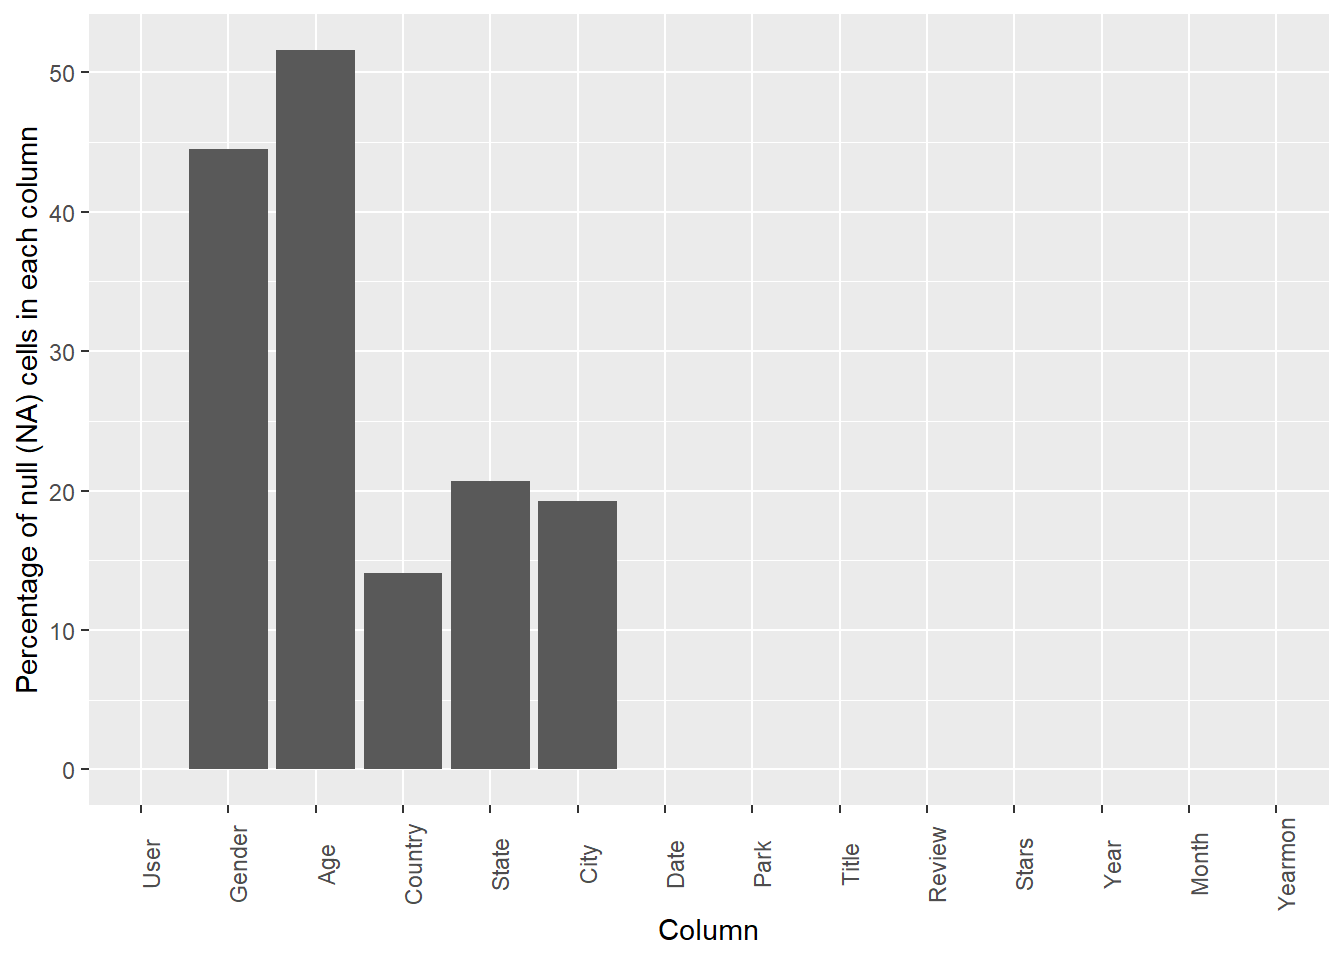 Percentage of null (NA) cells in each column
50
40
30
20
10
0
User
Gender
Age
Country
State
City
Date
Park
Title
Review
Stars
Year
Month
Yearmon
Column